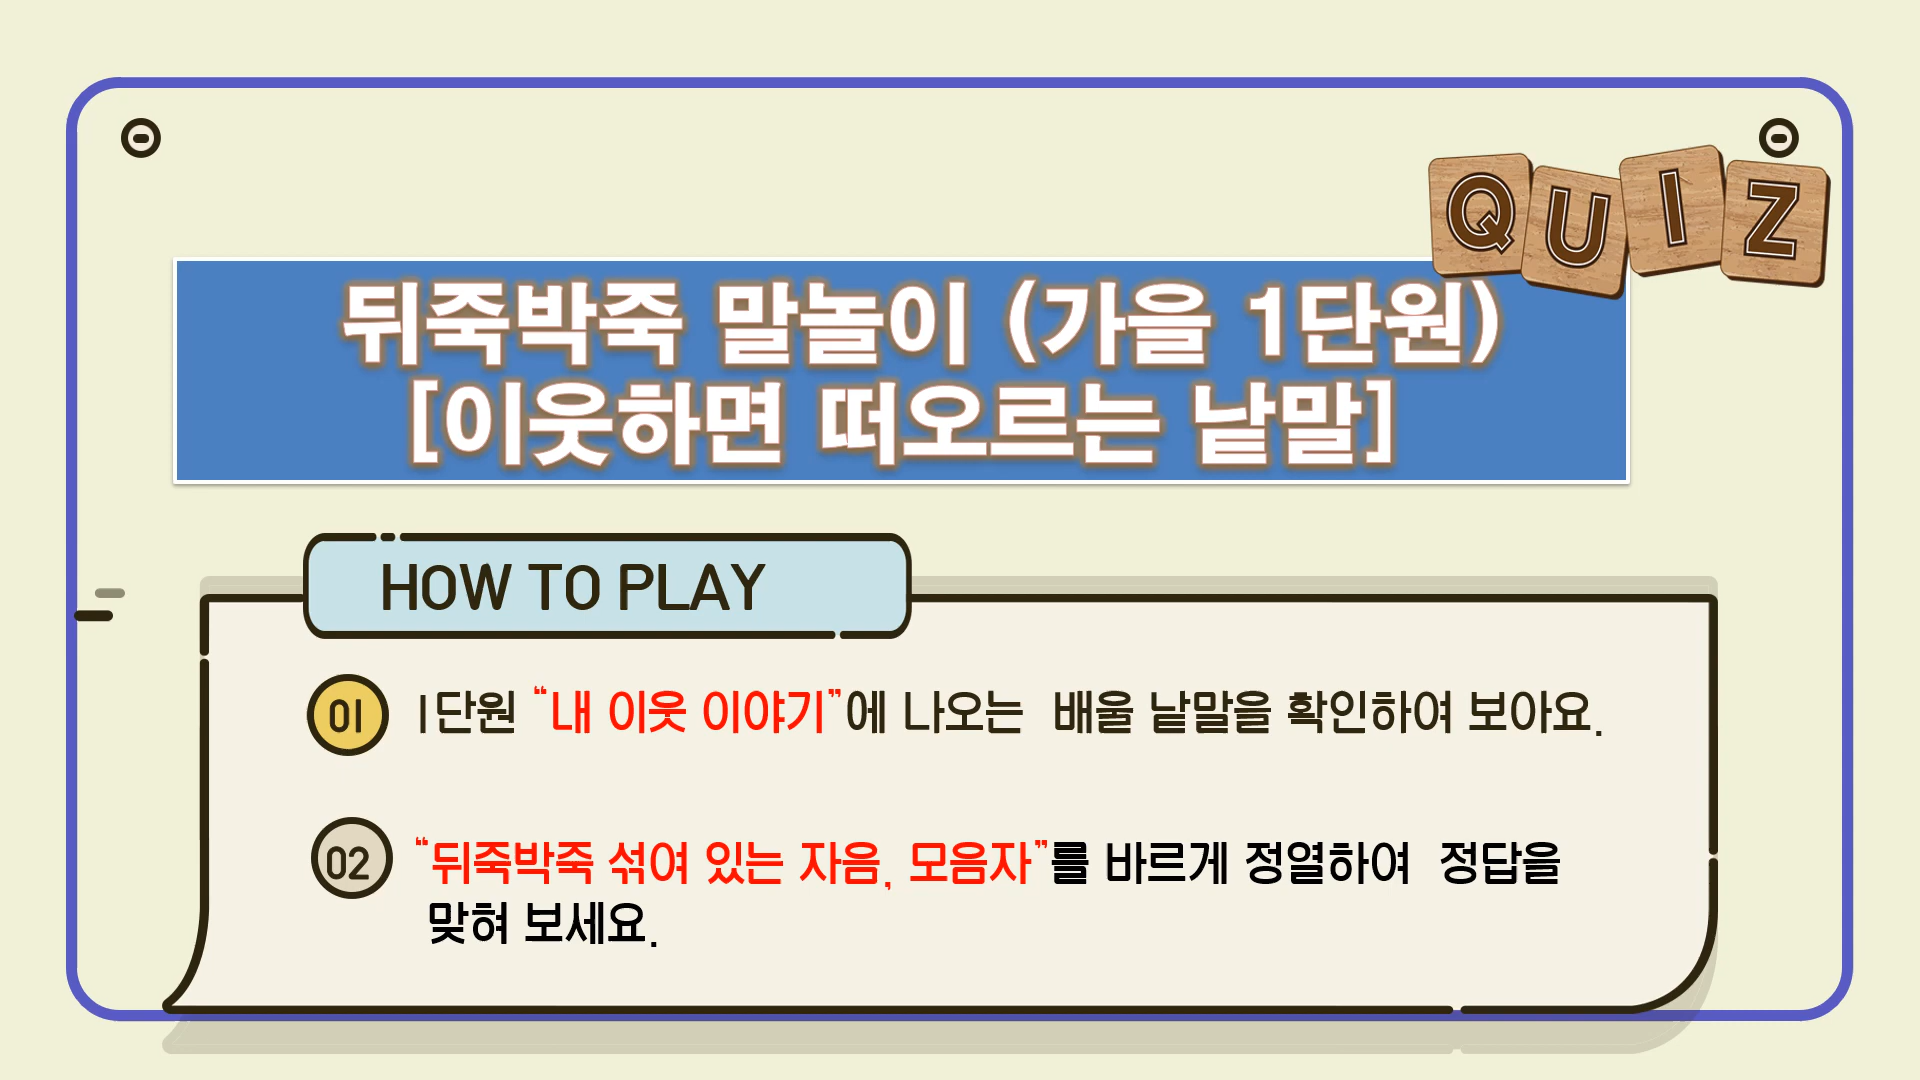 QUIZ
뒤죽박죽 말놀이 (가을 1단원)
[이웃하면 떠오르는 낱말]
HOW TO PLAY
01 1단원 “내 이웃 이야기”에 나오는 배울 낱말을 확인하여 보아요.
02 “뒤죽박죽 섞여 있는 자음, 모음자”를 바르게 정열하여 정답을
맞혀 보세요.